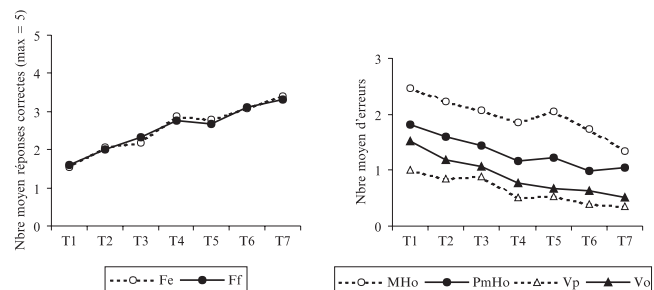 Nbre moyen réponses correctes (max = 5)
5
4
3
2
1
0
T1 T2 T3 T4 T5 T6 T7
Fe Ff
Nbre moyen d'erreurs
3
2
1
0
T1 T2 T3 T4 T5 T6 T7
MHo PmHo Vp Vo